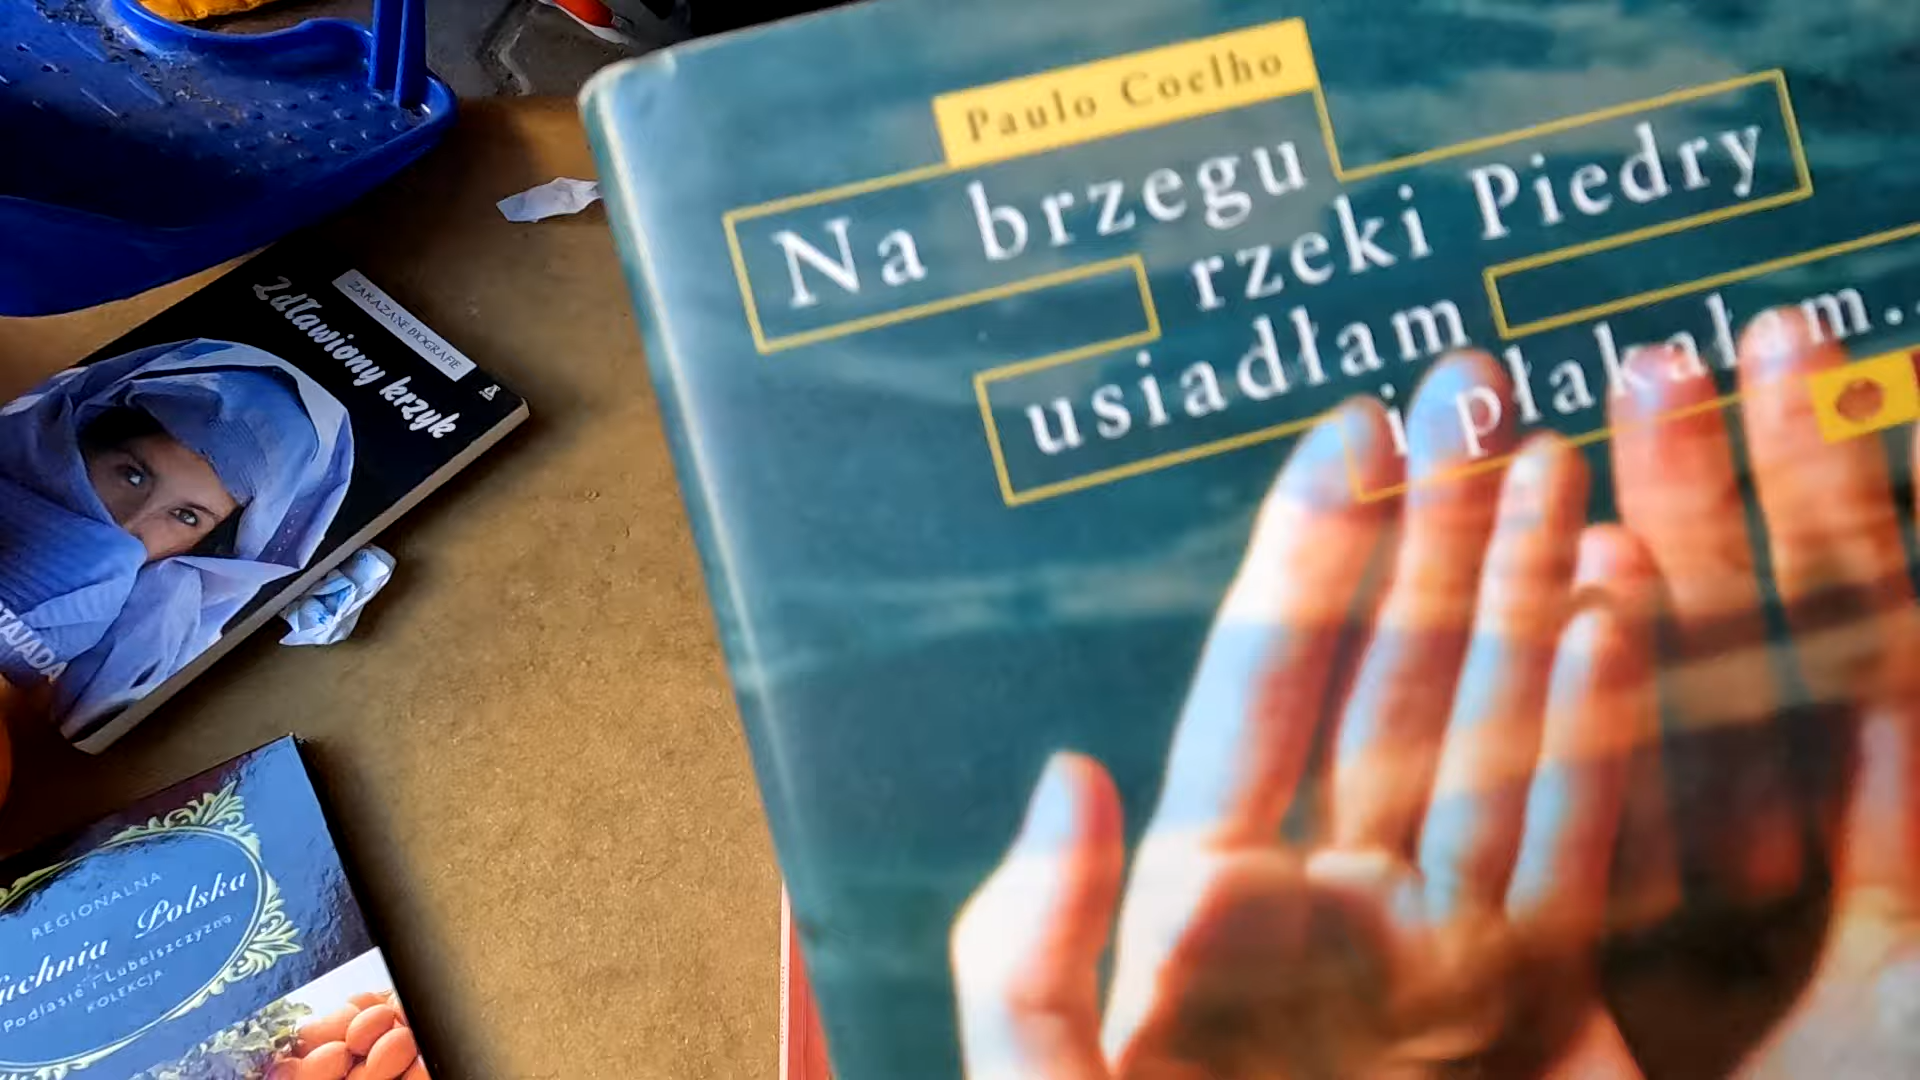 Paulo Coelho
Na brzegu
rzeki Piedry
usiadłam
i płakałam...
ZAKAZANE BIOGRAFIE
Zdławiony krzyk
REGIONALNA
Kuchnia Polska
Podlasie i Lubelszczyzna
KOLEKCJA